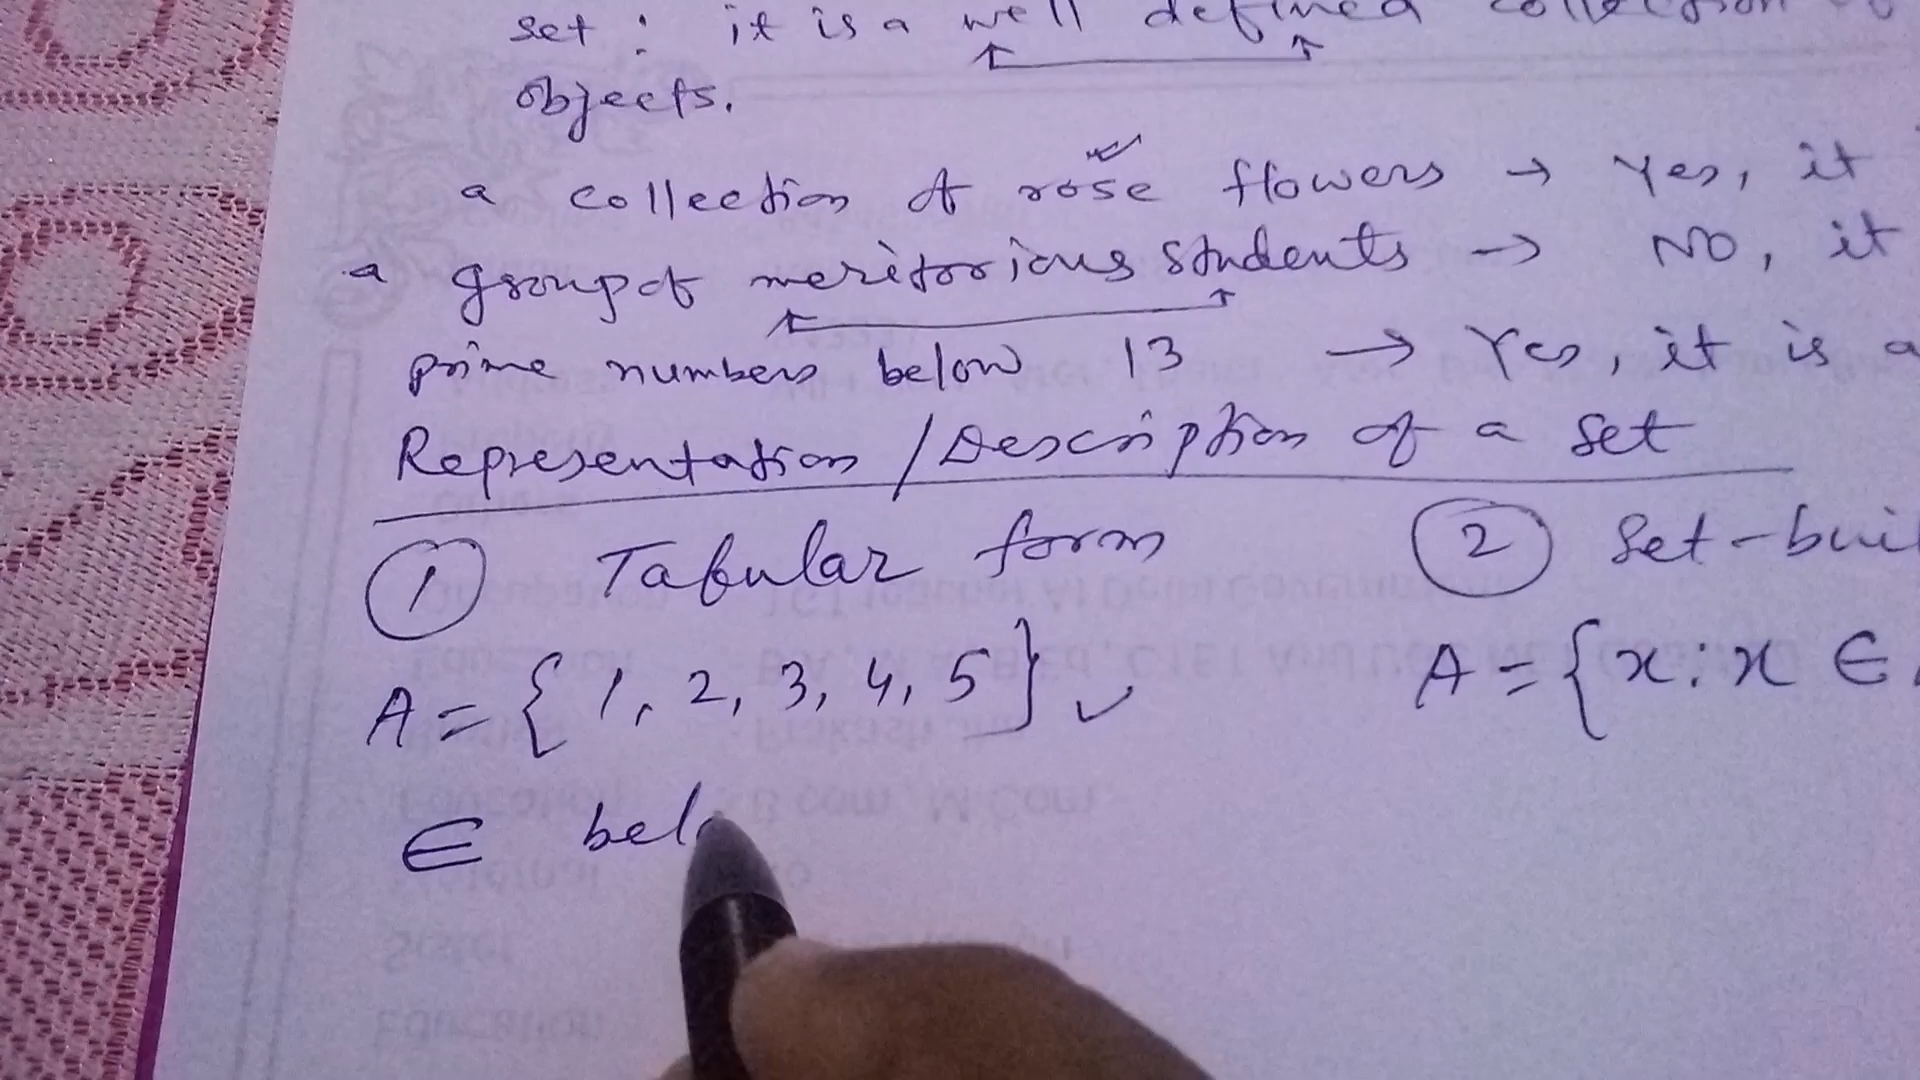 set : it is a well defined collection
objects.
a collection of rose flowers → Yes, it
a group of meritorious students → NO, it
prime numbers below 13 → Yes, it is a
Representation / Description of a set
1 Tabular form 2 Set-buil
A = { 1, 2, 3, 4, 5 } ✓ A = { x : x ∈
∈ bel